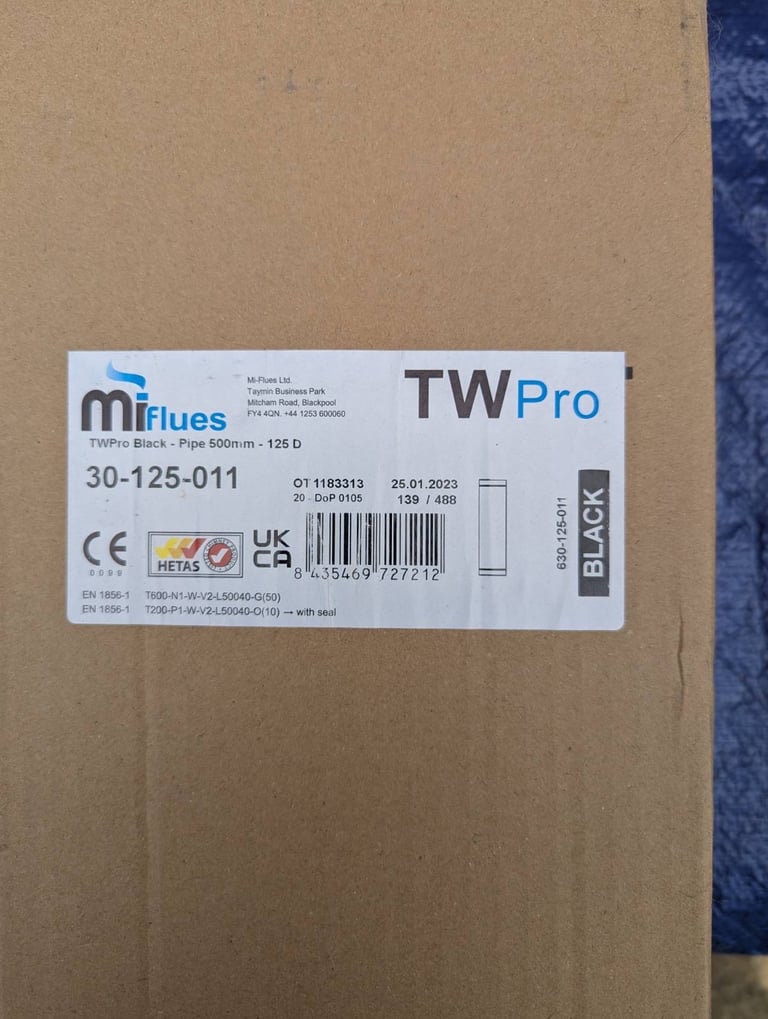 Mi flues
Mi-Flues Ltd.
Taymin Business Park
Mitcham Road, Blackpool
FY4 4QN. +44 1253 600060
TWPro
TWPro Black - Pipe 500mm - 125 D
30-125-011
OT 1183313 25.01.2023
20 - DoP 0105 139 / 488
CE
0099
HETAS
UK
CA
8 435469 727212
630-125-011
BLACK
EN 1856-1 T600-N1-W-V2-L50040-G(50)
EN 1856-1 T200-P1-W-V2-L50040-O(10) → with seal